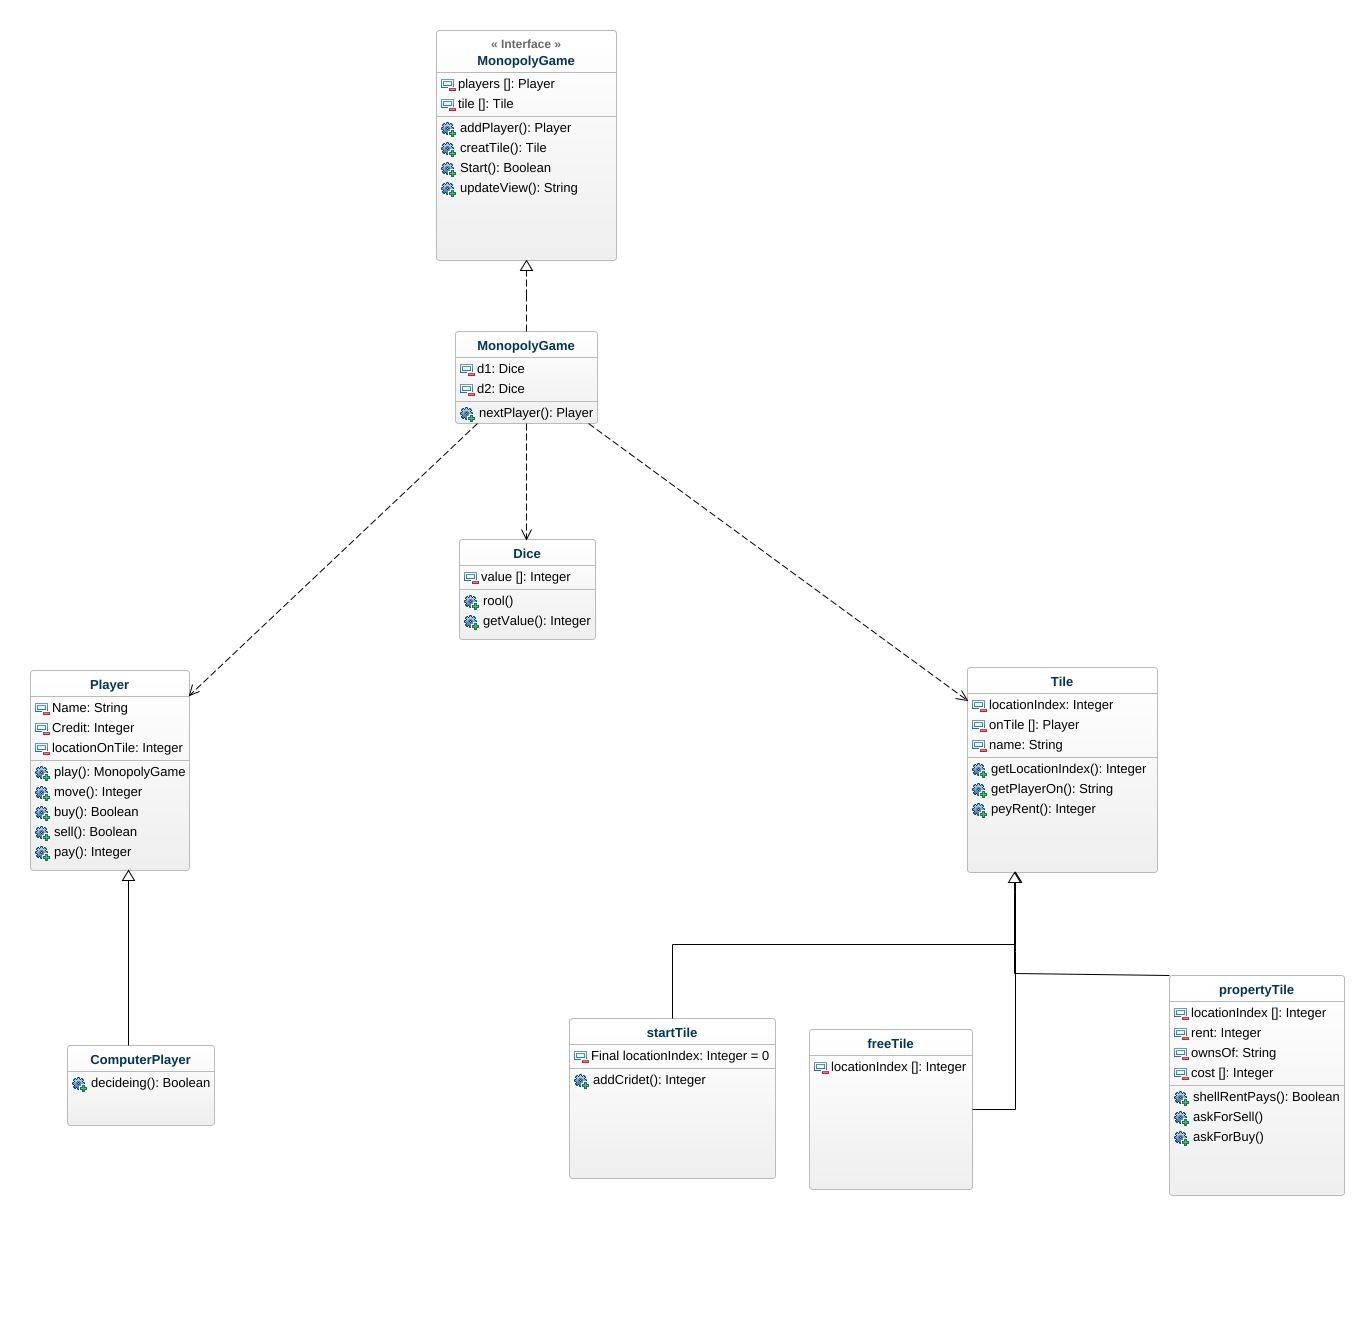 « Interface »
MonopolyGame
players []: Player
tile []: Tile
addPlayer(): Player
creatTile(): Tile
Start(): Boolean
updateView(): String
MonopolyGame
d1: Dice
d2: Dice
nextPlayer(): Player
Dice
value []: Integer
rool()
getValue(): Integer
Player
Name: String
Credit: Integer
locationOnTile: Integer
play(): MonopolyGame
move(): Integer
buy(): Boolean
sell(): Boolean
pay(): Integer
Tile
locationIndex: Integer
onTile []: Player
name: String
getLocationIndex(): Integer
getPlayerOn(): String
peyRent(): Integer
ComputerPlayer
decideing(): Boolean
startTile
Final locationIndex: Integer = 0
addCridet(): Integer
freeTile
locationIndex []: Integer
propertyTile
locationIndex []: Integer
rent: Integer
ownsOf: String
cost []: Integer
shellRentPays(): Boolean
askForSell()
askForBuy()